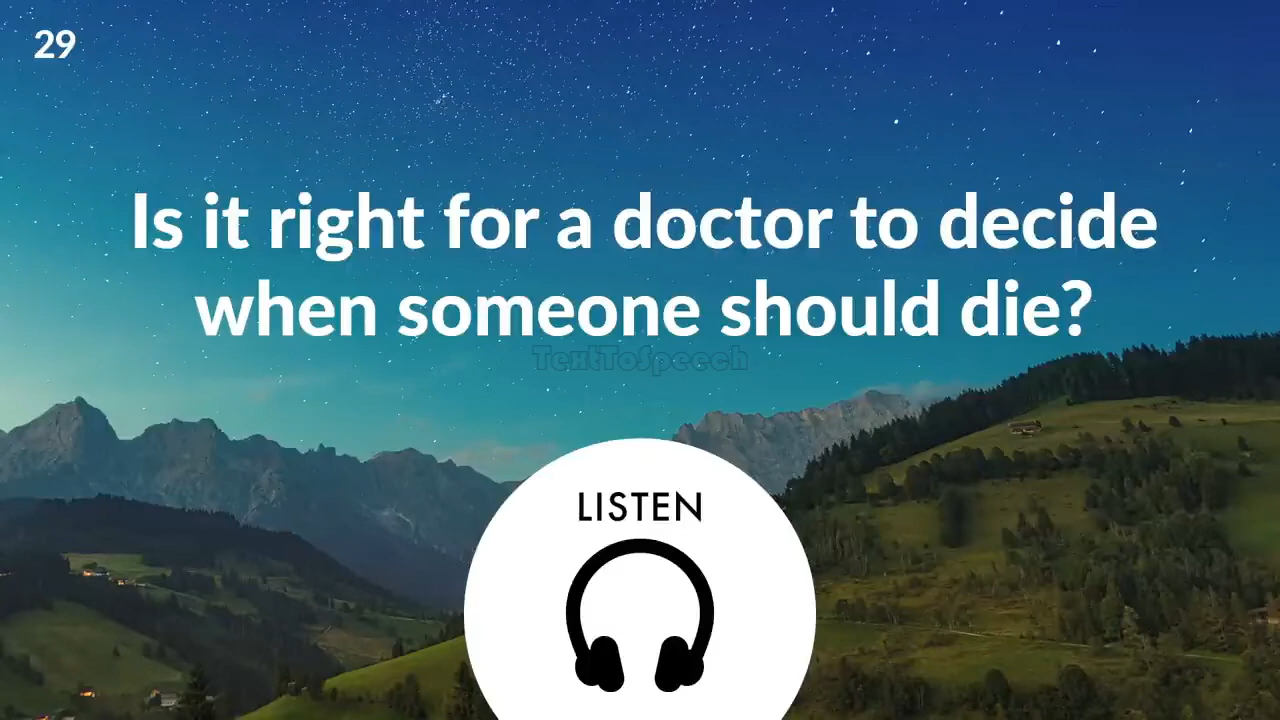 29
Is it right for a doctor to decide
when someone should die?
TextToSpeech
LISTEN